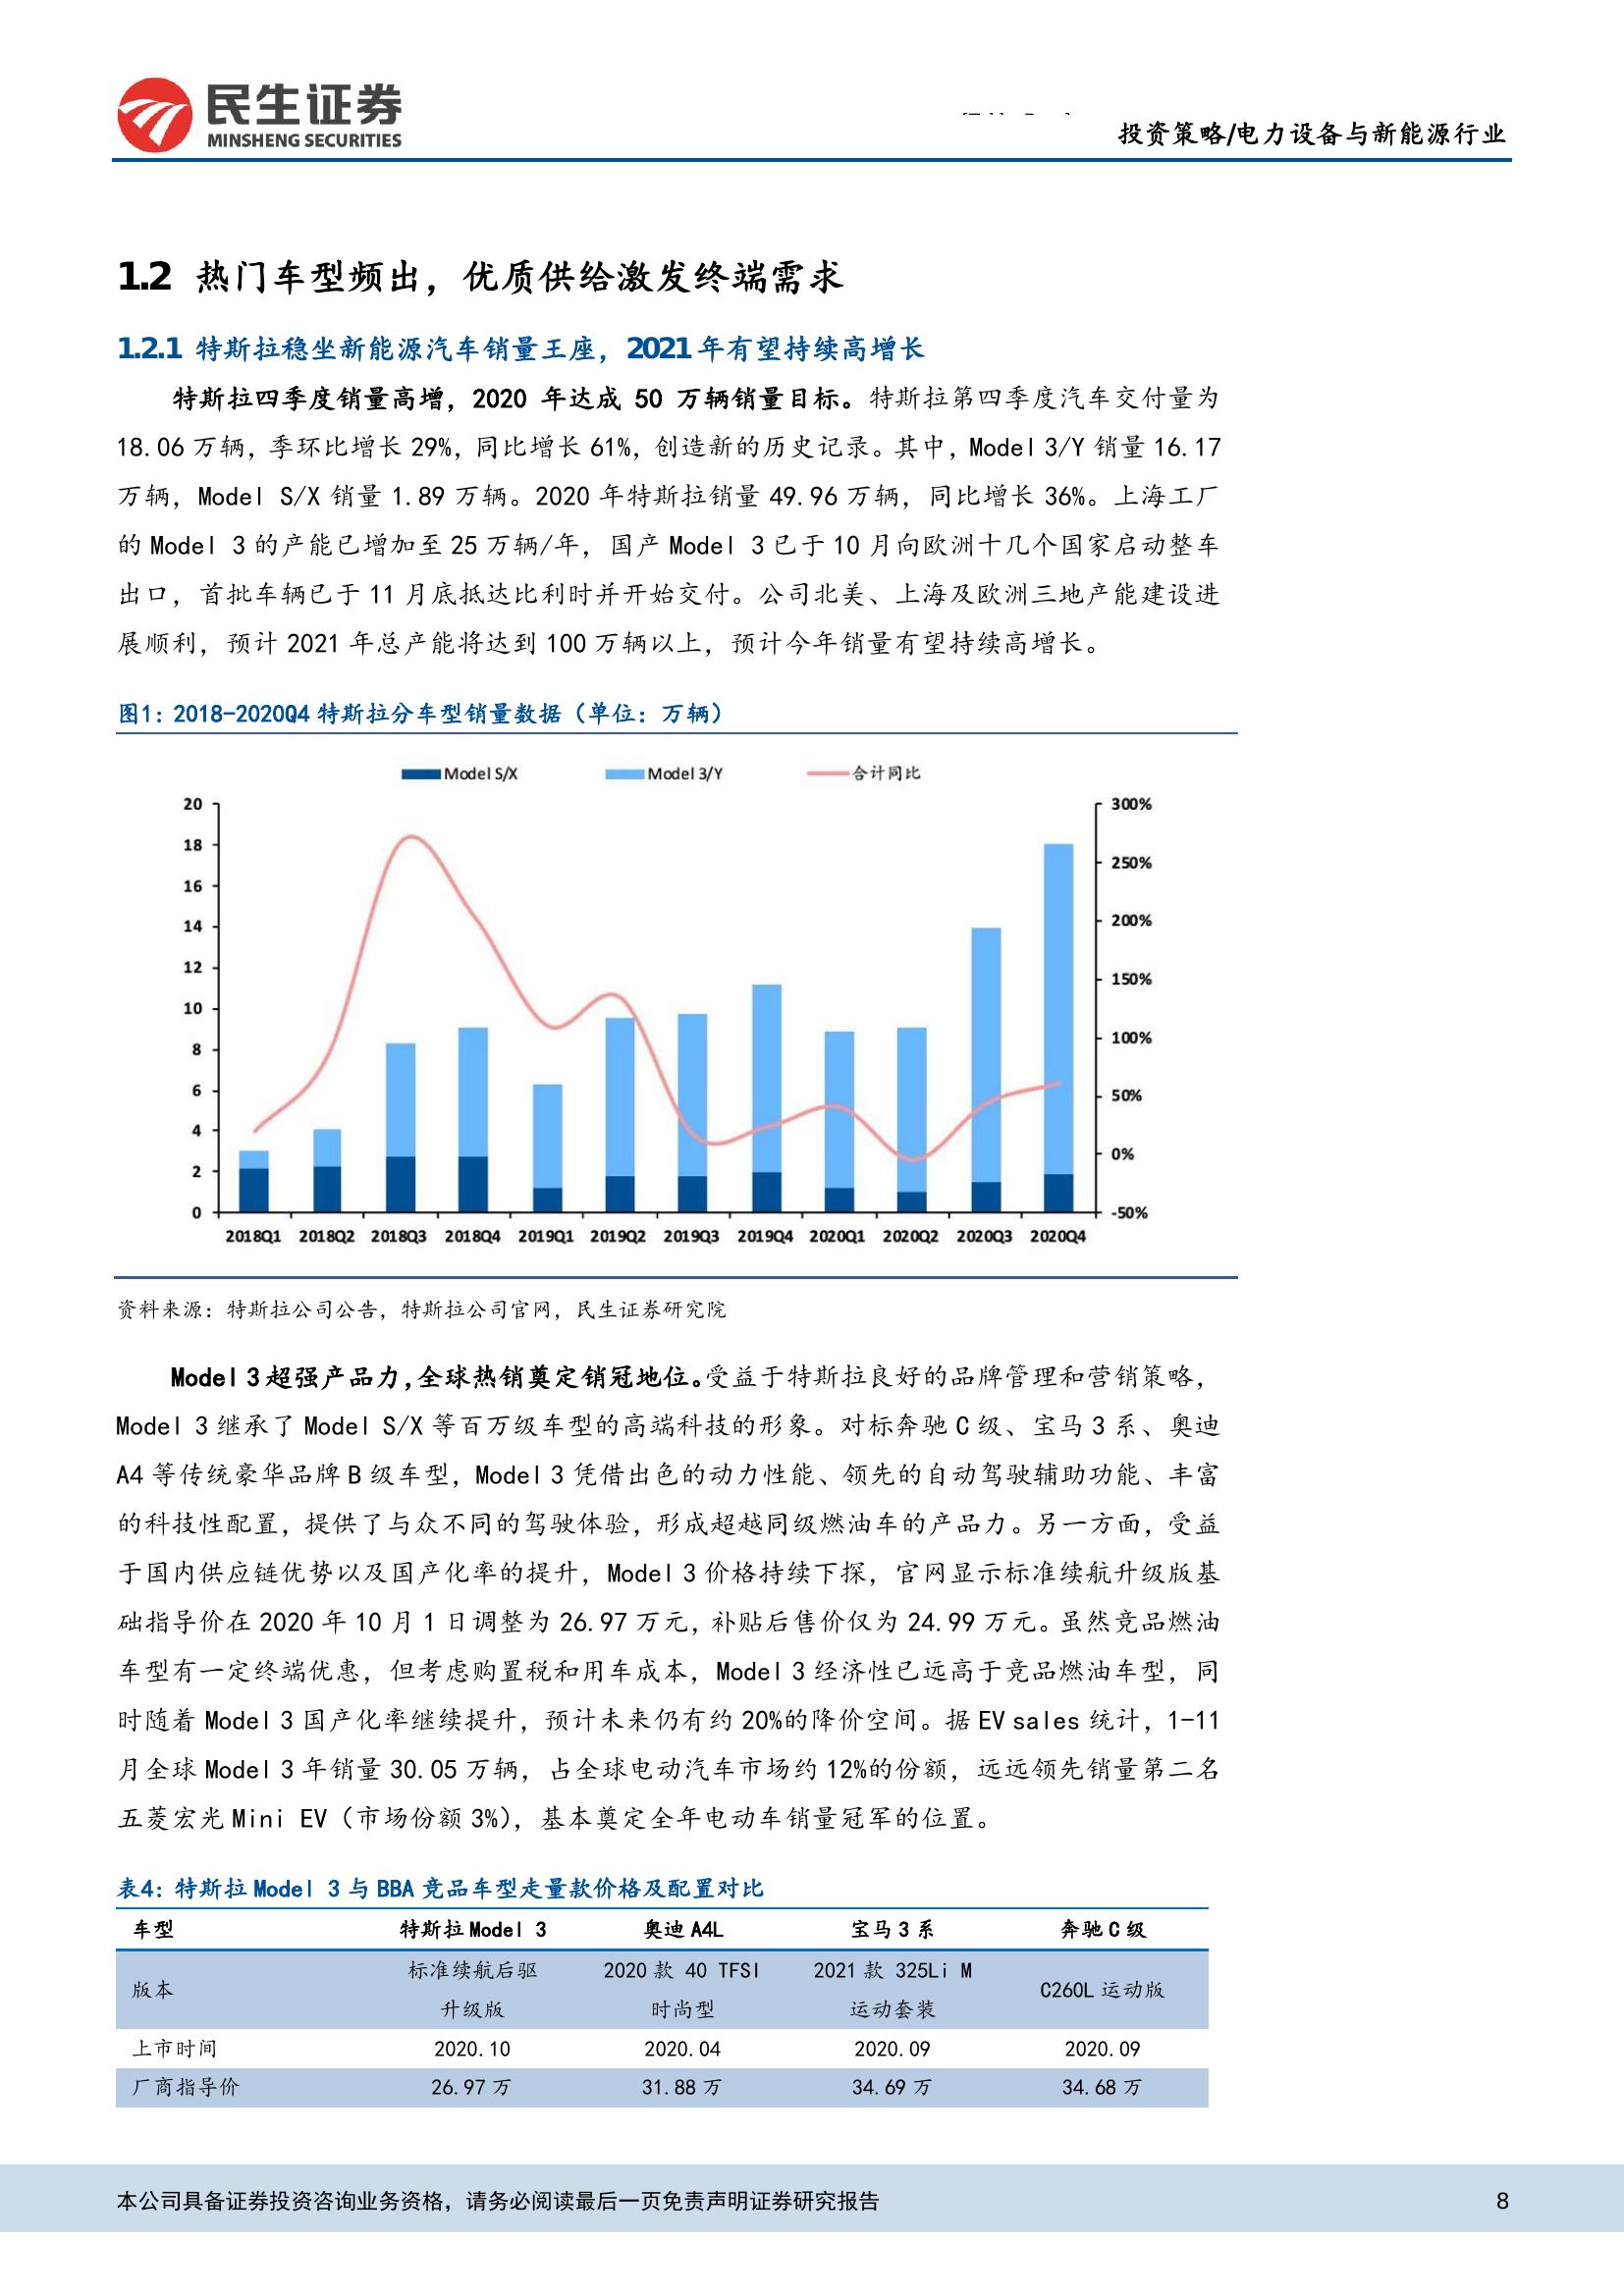 民生证券
MINSHENG SECURITIES
投资策略/电力设备与新能源行业
1.2 热门车型频出，优质供给激发终端需求
1.2.1 特斯拉稳坐新能源汽车销量王座，2021年有望持续高增长
特斯拉四季度销量高增，2020 年达成 50 万辆销量目标。特斯拉第四季度汽车交付量为
18.06 万辆，季环比增长 29%，同比增长 61%，创造新的历史记录。其中，Model 3/Y 销量 16.17
万辆，Model S/X 销量 1.89 万辆。2020 年特斯拉销量 49.96 万辆，同比增长 36%。上海工厂
的 Model 3 的产能已增加至 25 万辆/年，国产 Model 3 已于 10 月向欧洲十几个国家启动整车
出口，首批车辆已于 11 月底抵达比利时并开始交付。公司北美、上海及欧洲三地产能建设进
展顺利，预计 2021 年总产能将达到 100 万辆以上，预计今年销量有望持续高增长。
图1：2018-2020Q4 特斯拉分车型销量数据（单位：万辆）
Model S/X Model 3/Y 合计同比
20 300%
18
16 250%
14 200%
12 150%
10
8 100%
6 50%
4
2 0%
0 -50%
2018Q1 2018Q2 2018Q3 2018Q4 2019Q1 2019Q2 2019Q3 2019Q4 2020Q1 2020Q2 2020Q3 2020Q4
资料来源：特斯拉公司公告，特斯拉公司官网，民生证券研究院
Model 3 超强产品力，全球热销奠定销冠地位。受益于特斯拉良好的品牌管理和营销策略，
Model 3 继承了 Model S/X 等百万级车型的高端科技的形象。对标奔驰 C 级、宝马 3 系、奥迪
A4 等传统豪华品牌 B 级车型，Model 3 凭借出色的动力性能、领先的自动驾驶辅助功能、丰富
的科技性配置，提供了与众不同的驾驶体验，形成超越同级燃油车的产品力。另一方面，受益
于国内供应链优势以及国产化率的提升，Model 3 价格持续下探，官网显示标准续航升级版基
础指导价在 2020 年 10 月 1 日调整为 26.97 万元，补贴后售价仅为 24.99 万元。虽然竞品燃油
车型有一定终端优惠，但考虑购置税和用车成本，Model 3 经济性已远高于竞品燃油车型，同
时随着 Model 3 国产化率继续提升，预计未来仍有约 20%的降价空间。据 EV sales 统计，1-11
月全球 Model 3 年销量 30.05 万辆，占全球电动汽车市场约 12%的份额，远远领先销量第二名
五菱宏光 Mini EV（市场份额 3%），基本奠定全年电动车销量冠军的位置。
表4：特斯拉 Model 3 与 BBA 竞品车型走量款价格及配置对比
车型 特斯拉 Model 3 奥迪 A4L 宝马 3 系 奔驰 C 级
版本 标准续航后驱升级版 2020 款 40 TFSI 时尚型 2021 款 325Li M 运动套装 C260L 运动版
上市时间 2020.10 2020.04 2020.09 2020.09
厂商指导价 26.97 万 31.88 万 34.69 万 34.68 万
本公司具备证券投资咨询业务资格，请务必阅读最后一页免责声明证券研究报告 8